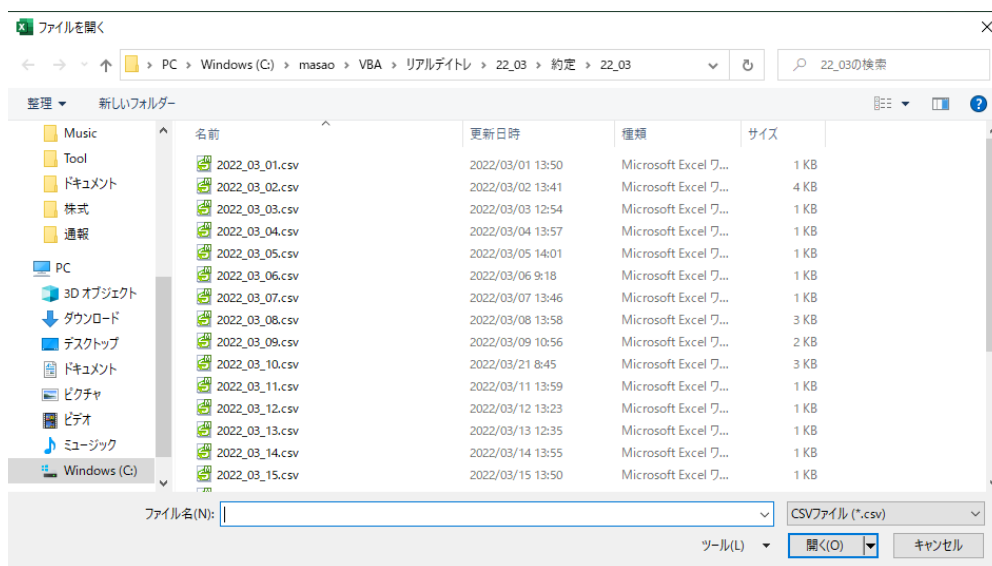 ファイルを開く
PC › Windows (C:) › masao › VBA › リアルデイトレ › 22_03 › 約定 › 22_03
22_03の検索
整理
新しいフォルダー
Music
Tool
ドキュメント
株式
通報
PC
3D オブジェクト
ダウンロード
デスクトップ
ドキュメント
ピクチャ
ビデオ
ミュージック
Windows (C:)
名前 更新日時 種類 サイズ
2022_03_01.csv 2022/03/01 13:50 Microsoft Excel ワ... 1 KB
2022_03_02.csv 2022/03/02 13:41 Microsoft Excel ワ... 4 KB
2022_03_03.csv 2022/03/03 12:54 Microsoft Excel ワ... 1 KB
2022_03_04.csv 2022/03/04 13:57 Microsoft Excel ワ... 1 KB
2022_03_05.csv 2022/03/05 14:01 Microsoft Excel ワ... 1 KB
2022_03_06.csv 2022/03/06 9:18 Microsoft Excel ワ... 1 KB
2022_03_07.csv 2022/03/07 13:46 Microsoft Excel ワ... 1 KB
2022_03_08.csv 2022/03/08 13:58 Microsoft Excel ワ... 3 KB
2022_03_09.csv 2022/03/09 10:56 Microsoft Excel ワ... 2 KB
2022_03_10.csv 2022/03/21 8:45 Microsoft Excel ワ... 3 KB
2022_03_11.csv 2022/03/11 13:59 Microsoft Excel ワ... 1 KB
2022_03_12.csv 2022/03/12 13:23 Microsoft Excel ワ... 1 KB
2022_03_13.csv 2022/03/13 12:35 Microsoft Excel ワ... 1 KB
2022_03_14.csv 2022/03/14 13:55 Microsoft Excel ワ... 1 KB
2022_03_15.csv 2022/03/15 13:50 Microsoft Excel ワ... 1 KB
ファイル名(N):
CSVファイル (*.csv)
ツール(L)
開く(O)
キャンセル